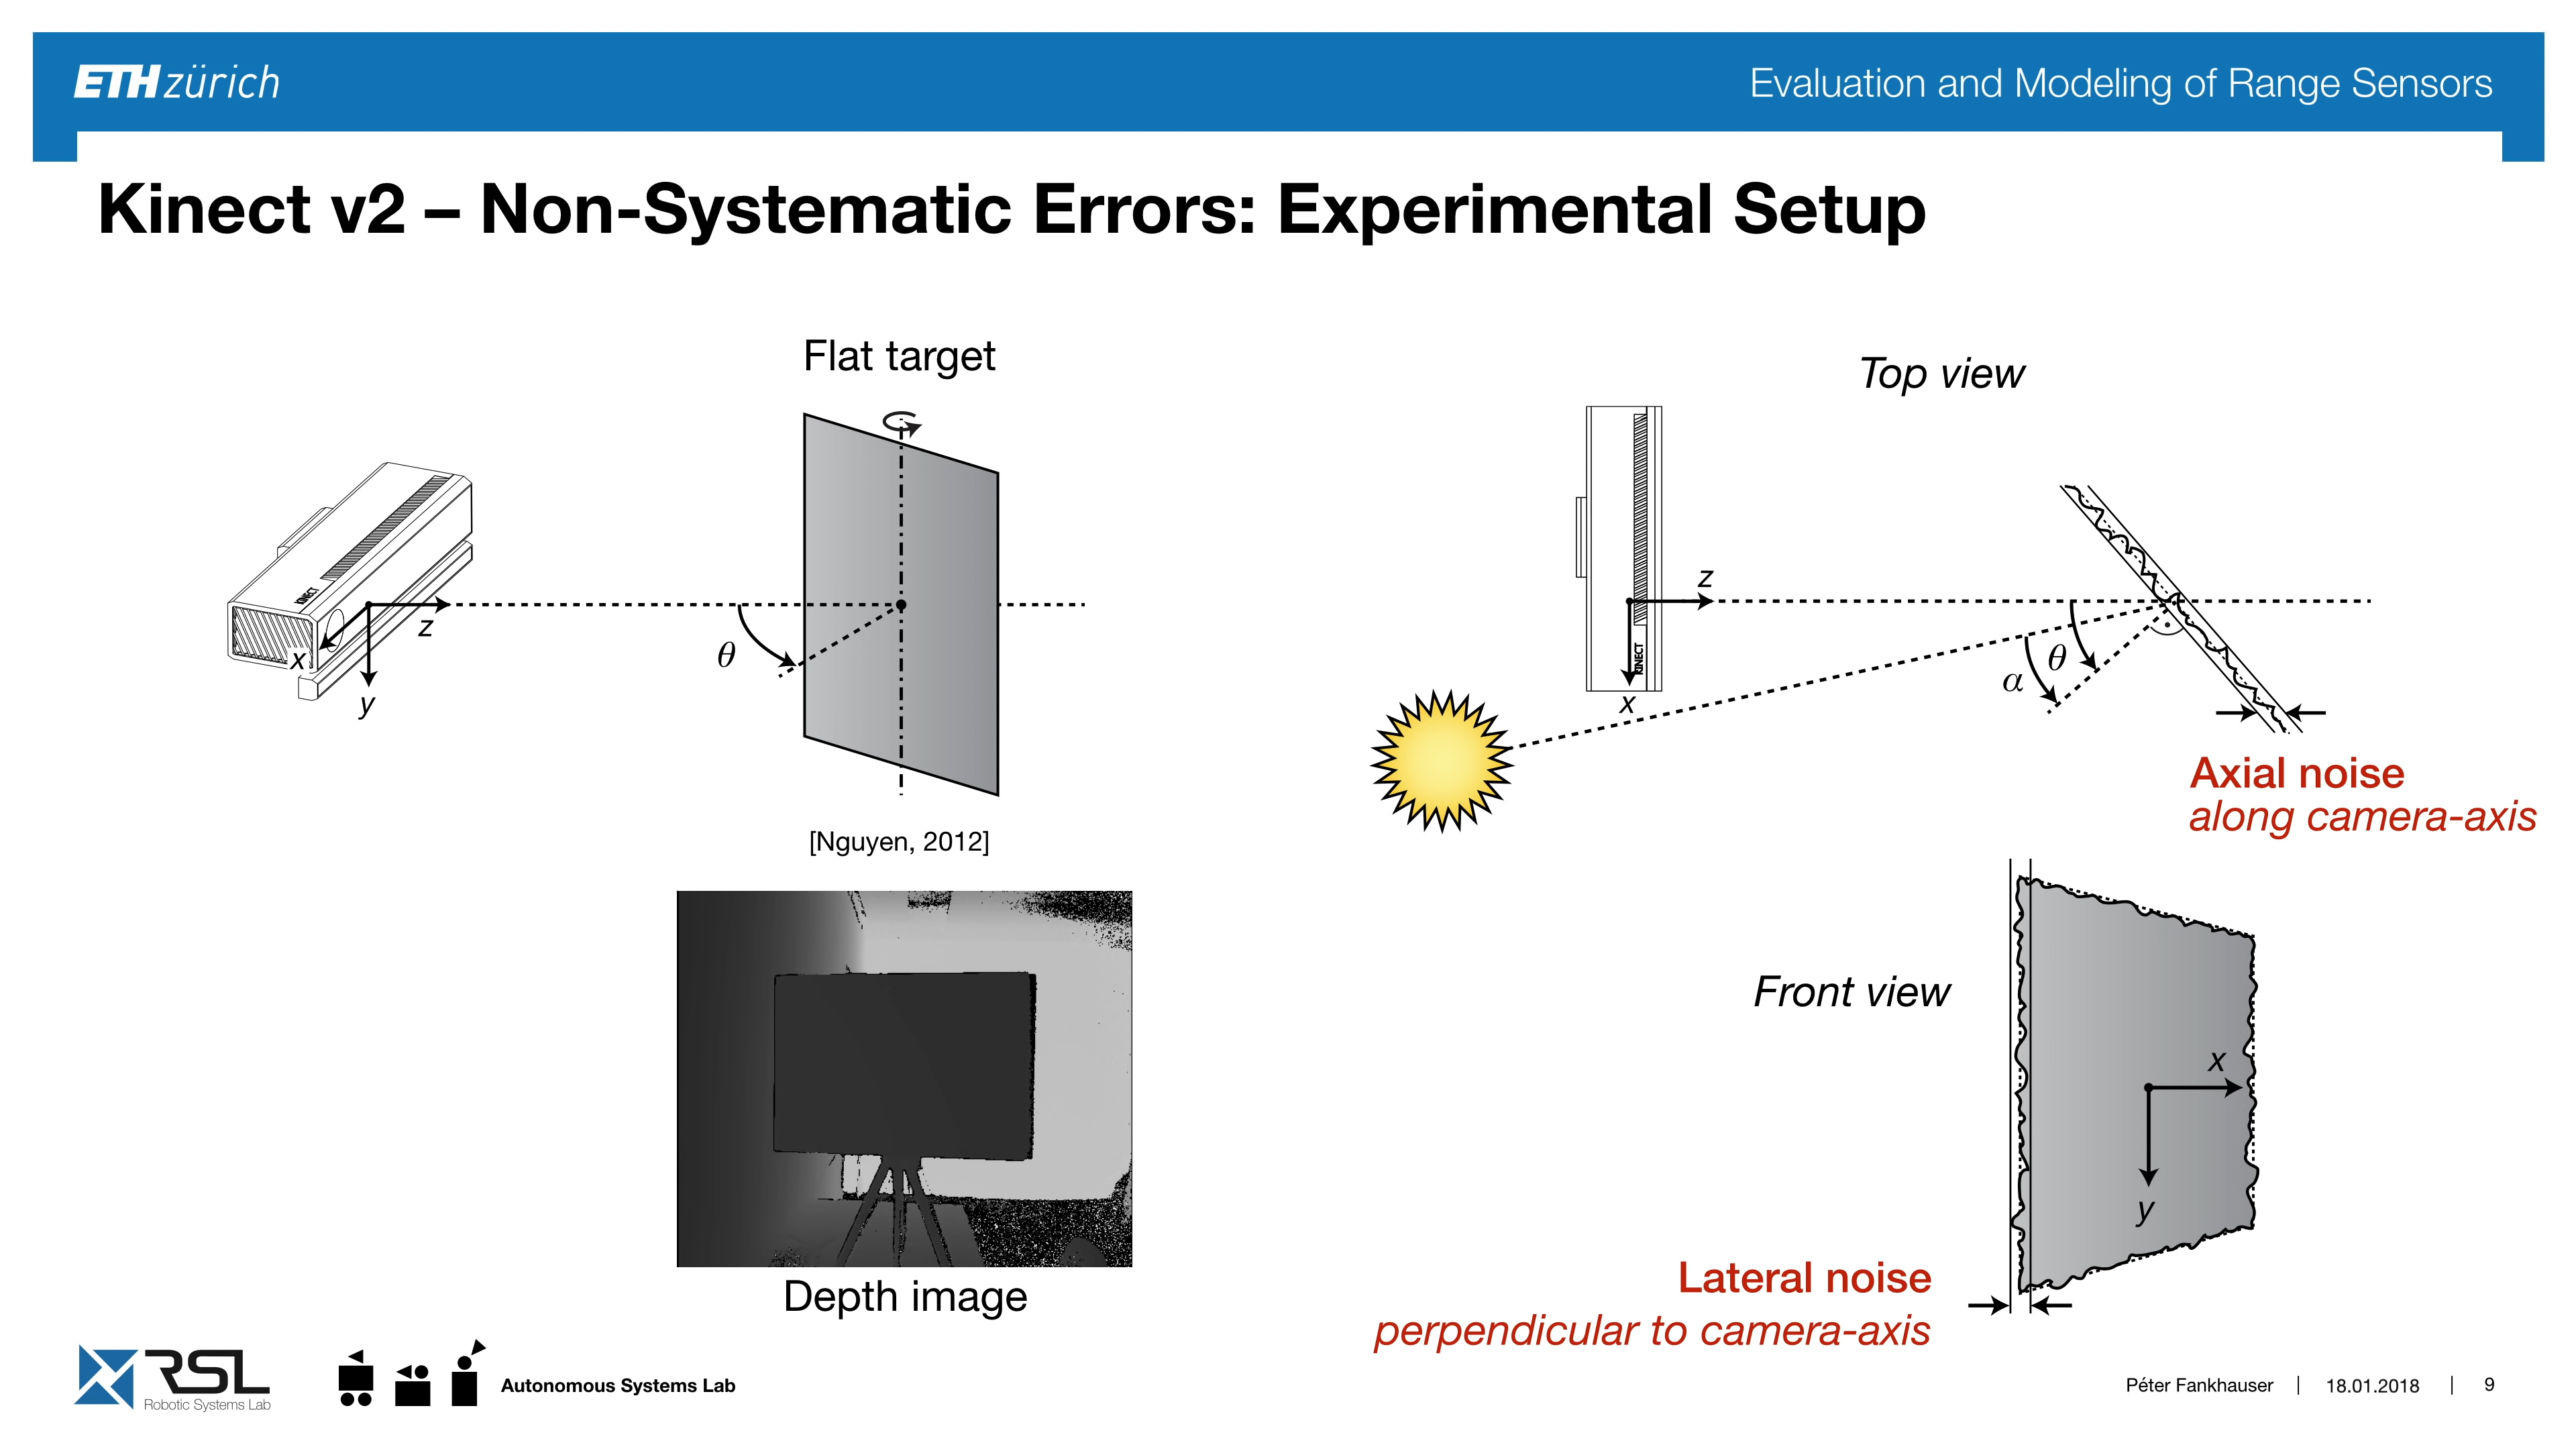 ETH zürich
Evaluation and Modeling of Range Sensors
Kinect v2 – Non-Systematic Errors: Experimental Setup
Flat target
KINECT
x
y
z
θ
[Nguyen, 2012]
Depth image
Top view
z
KINECT
x
θ
α
Axial noise
along camera-axis
Front view
x
y
Lateral noise
perpendicular to camera-axis
RSL
Robotic Systems Lab
Autonomous Systems Lab
Péter Fankhauser | 18.01.2018 | 9